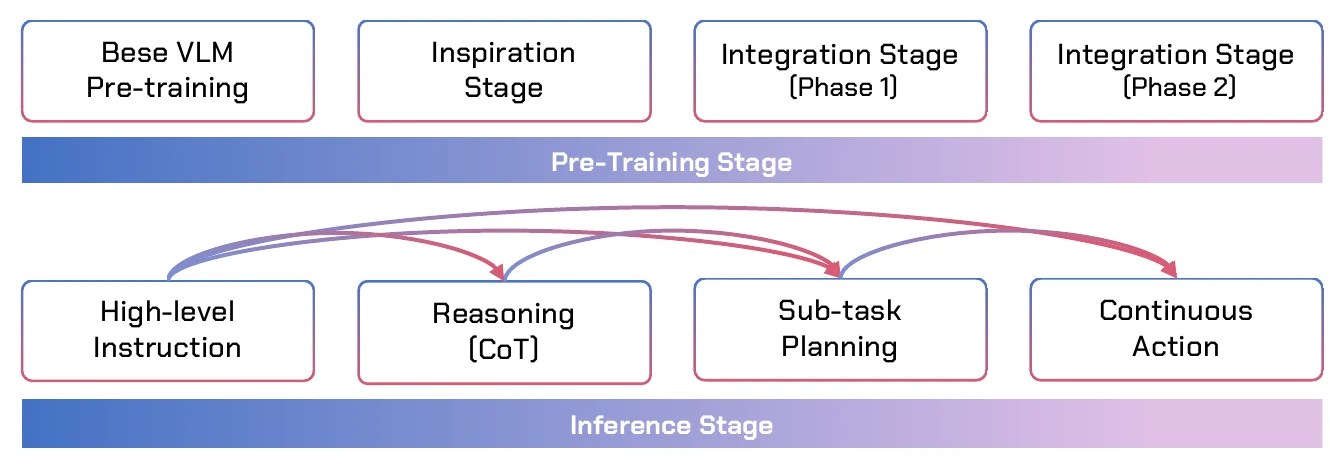 Bese VLM
Pre-training
Inspiration
Stage
Integration Stage
(Phase 1)
Integration Stage
(Phase 2)
Pre-Training Stage
High-level
Instruction
Reasoning
(CoT)
Sub-task
Planning
Continuous
Action
Inference Stage